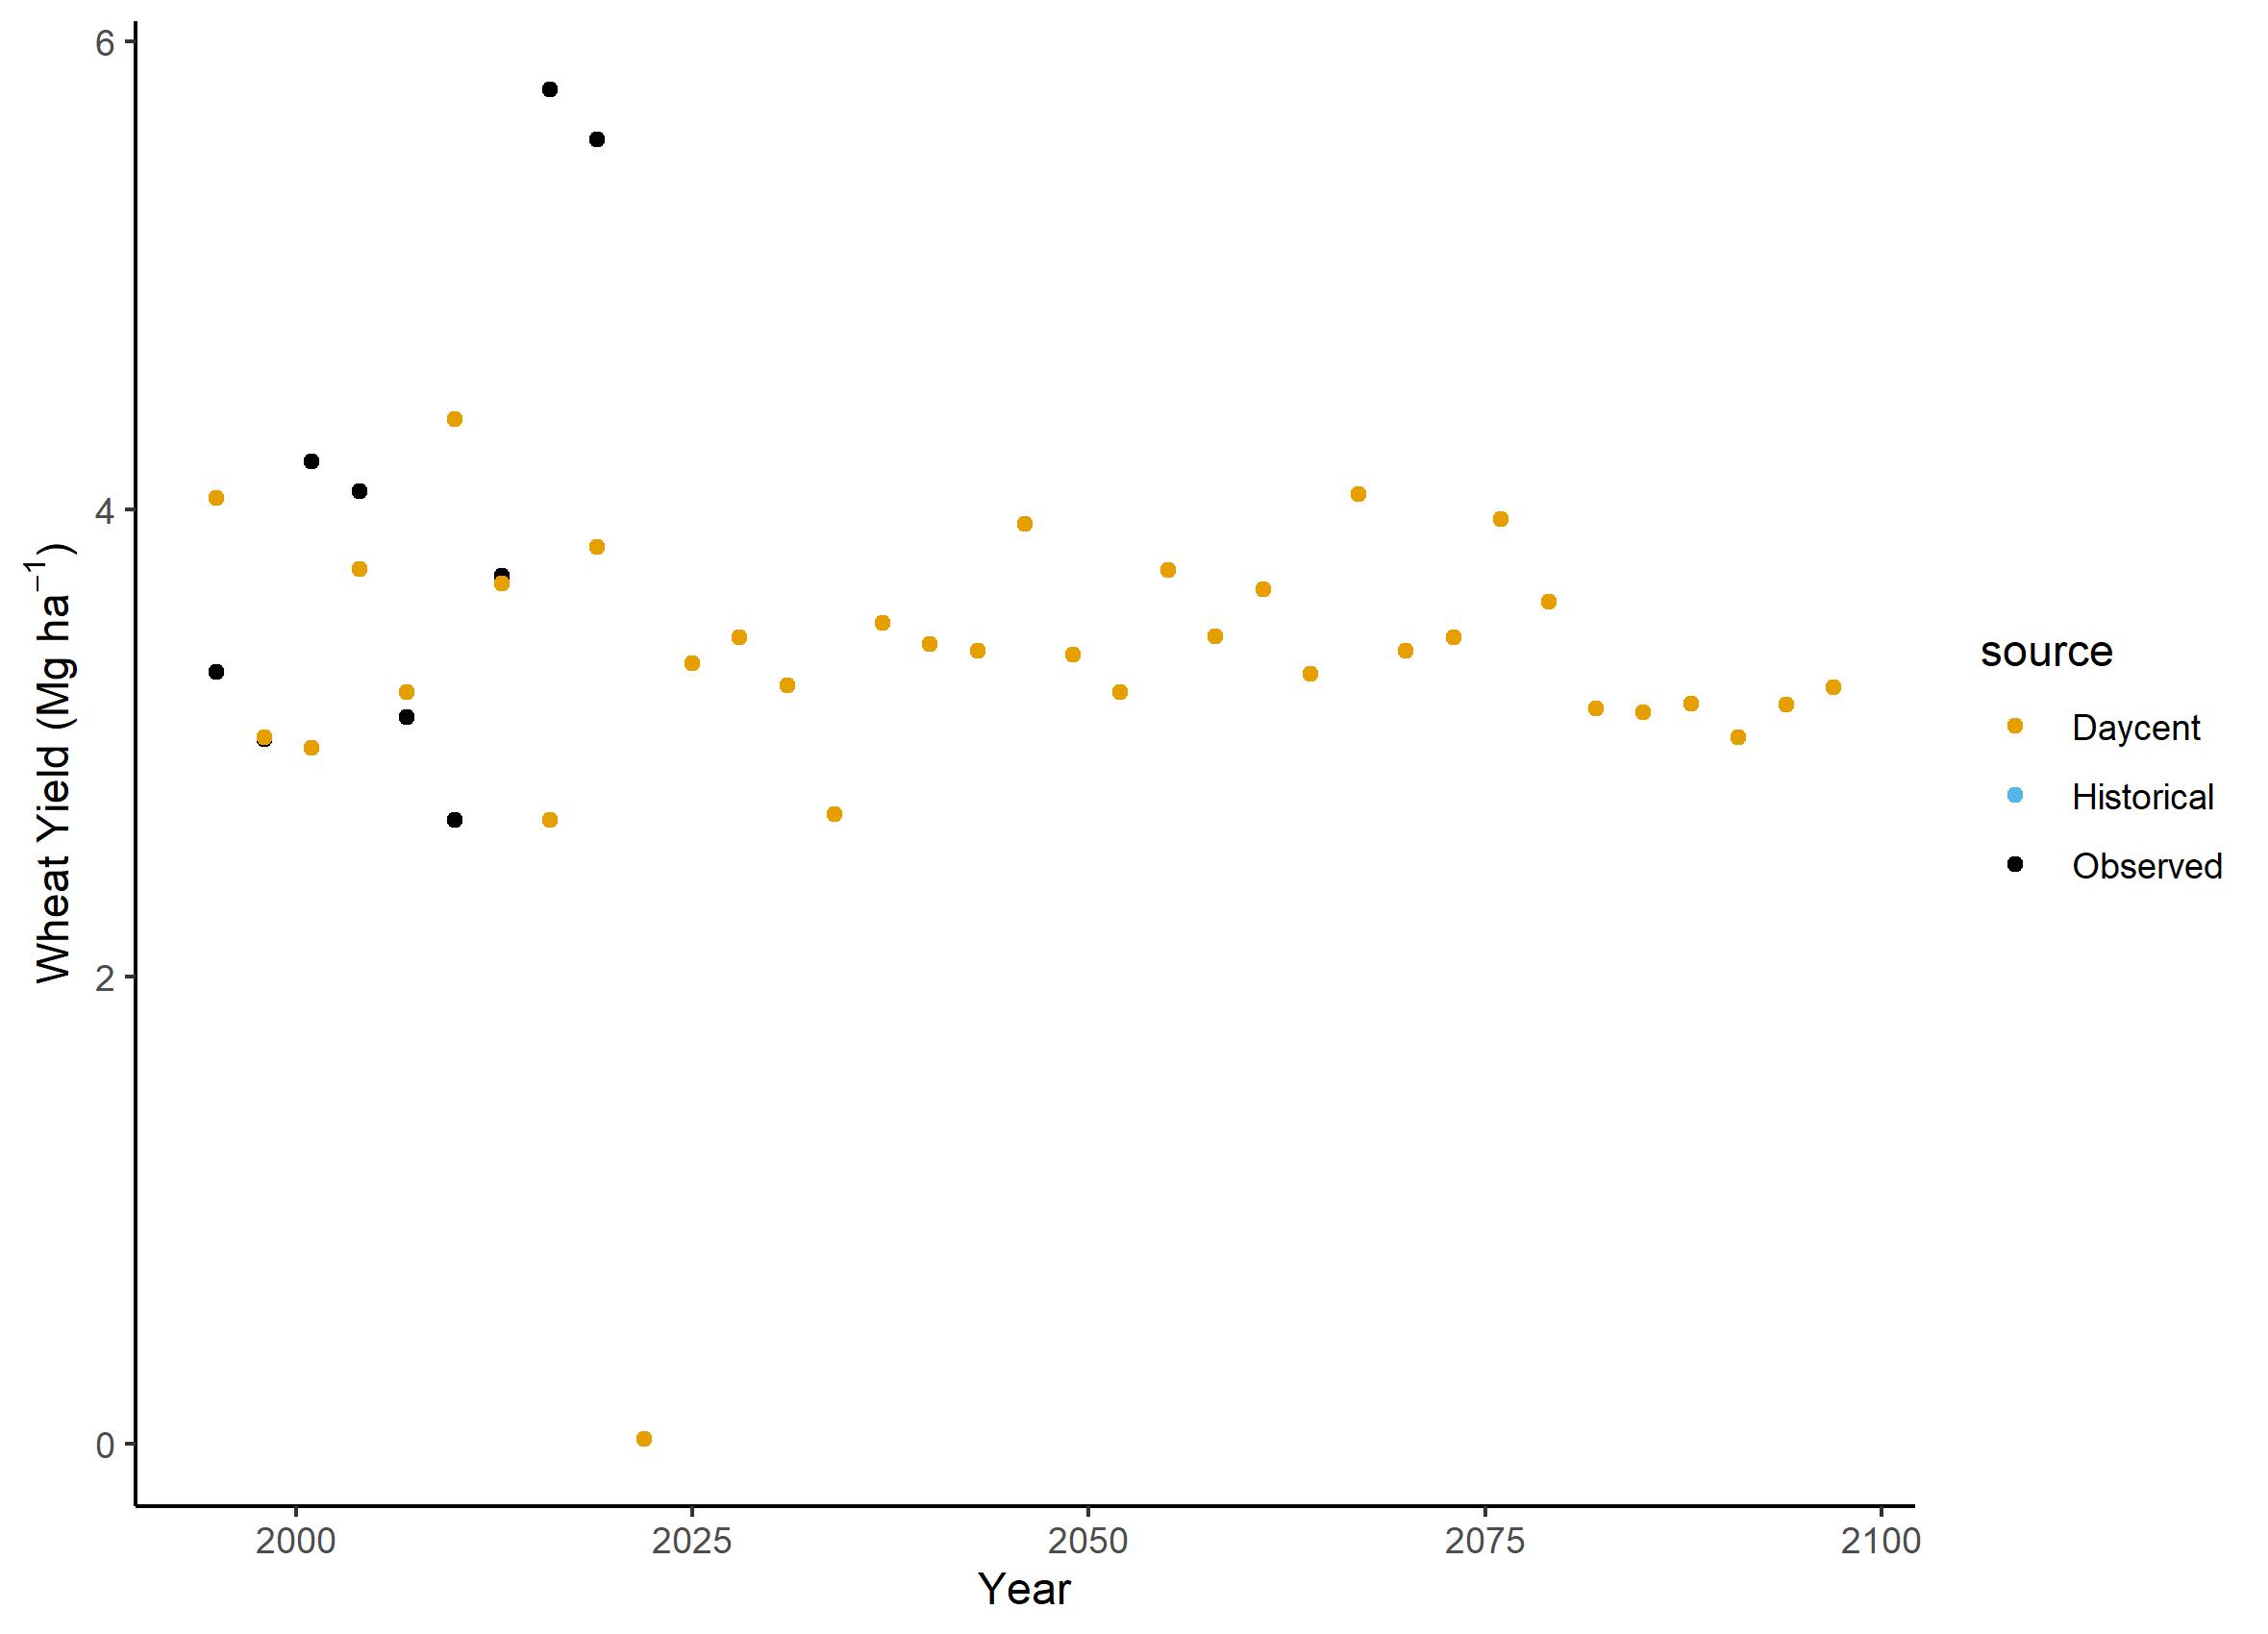 6
4
2
0
Wheat Yield (Mg ha⁻¹)
2000 2025 2050 2075 2100
Year
source
Daycent
Historical
Observed